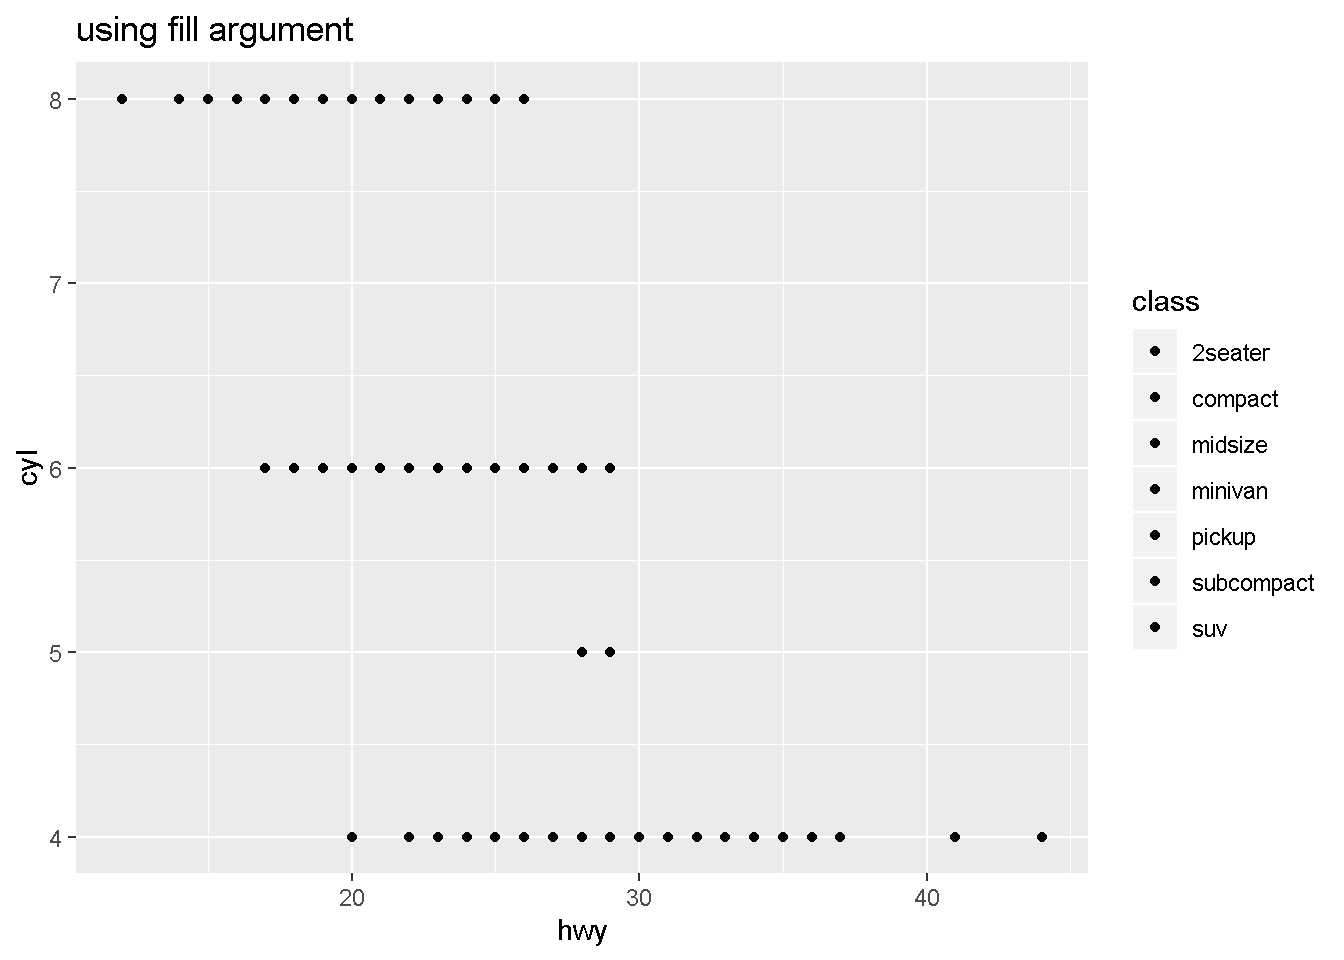 using fill argument
8
7
6
5
4
cyl
20
30
40
hwy
class
2seater
compact
midsize
minivan
pickup
subcompact
suv